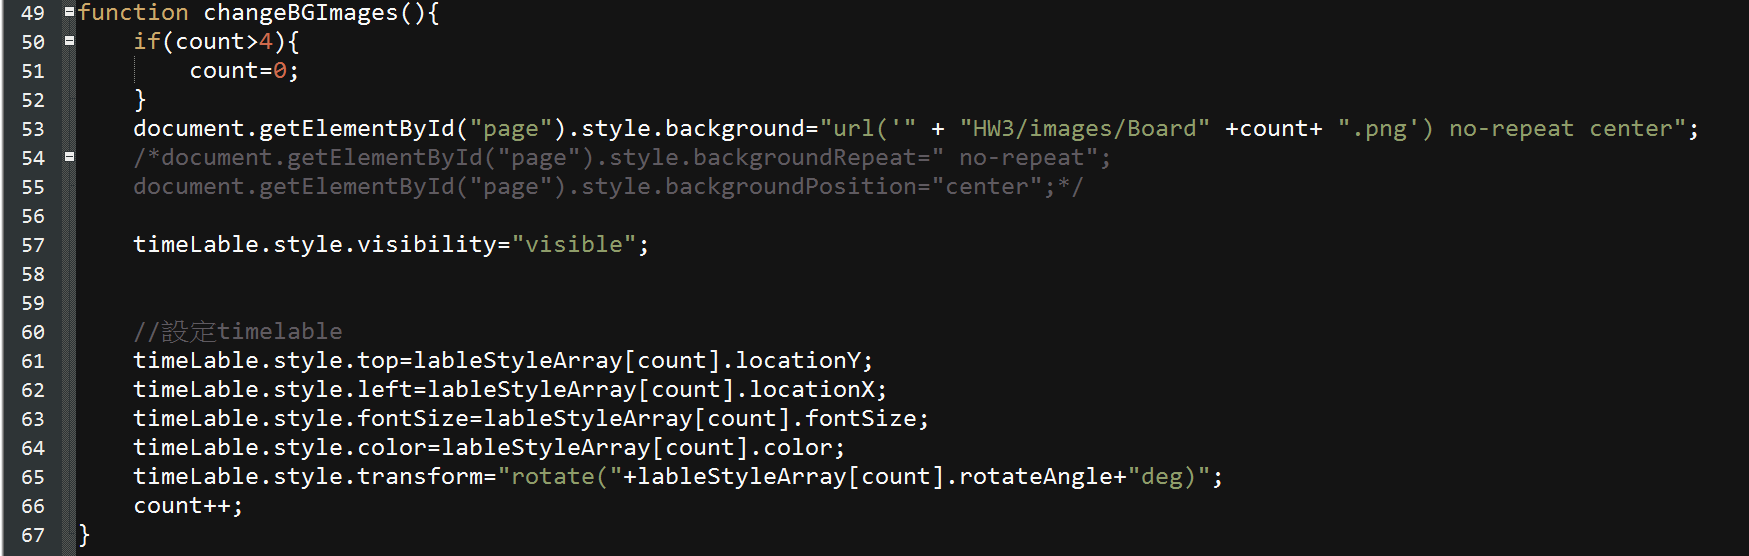 49 function changeBGImages(){
50 if(count>4){
51 count=0;
52 }
53 document.getElementById("page").style.background="url('" + "HW3/images/Board" +count+ ".png') no-repeat center";
54 /*document.getElementById("page").style.backgroundRepeat=" no-repeat";
55 document.getElementById("page").style.backgroundPosition="center";*/
56
57 timeLable.style.visibility="visible";
58
59
60 //設定timelable
61 timeLable.style.top=lableStyleArray[count].locationY;
62 timeLable.style.left=lableStyleArray[count].locationX;
63 timeLable.style.fontSize=lableStyleArray[count].fontSize;
64 timeLable.style.color=lableStyleArray[count].color;
65 timeLable.style.transform="rotate("+lableStyleArray[count].rotateAngle+"deg)";
66 count++;
67 }